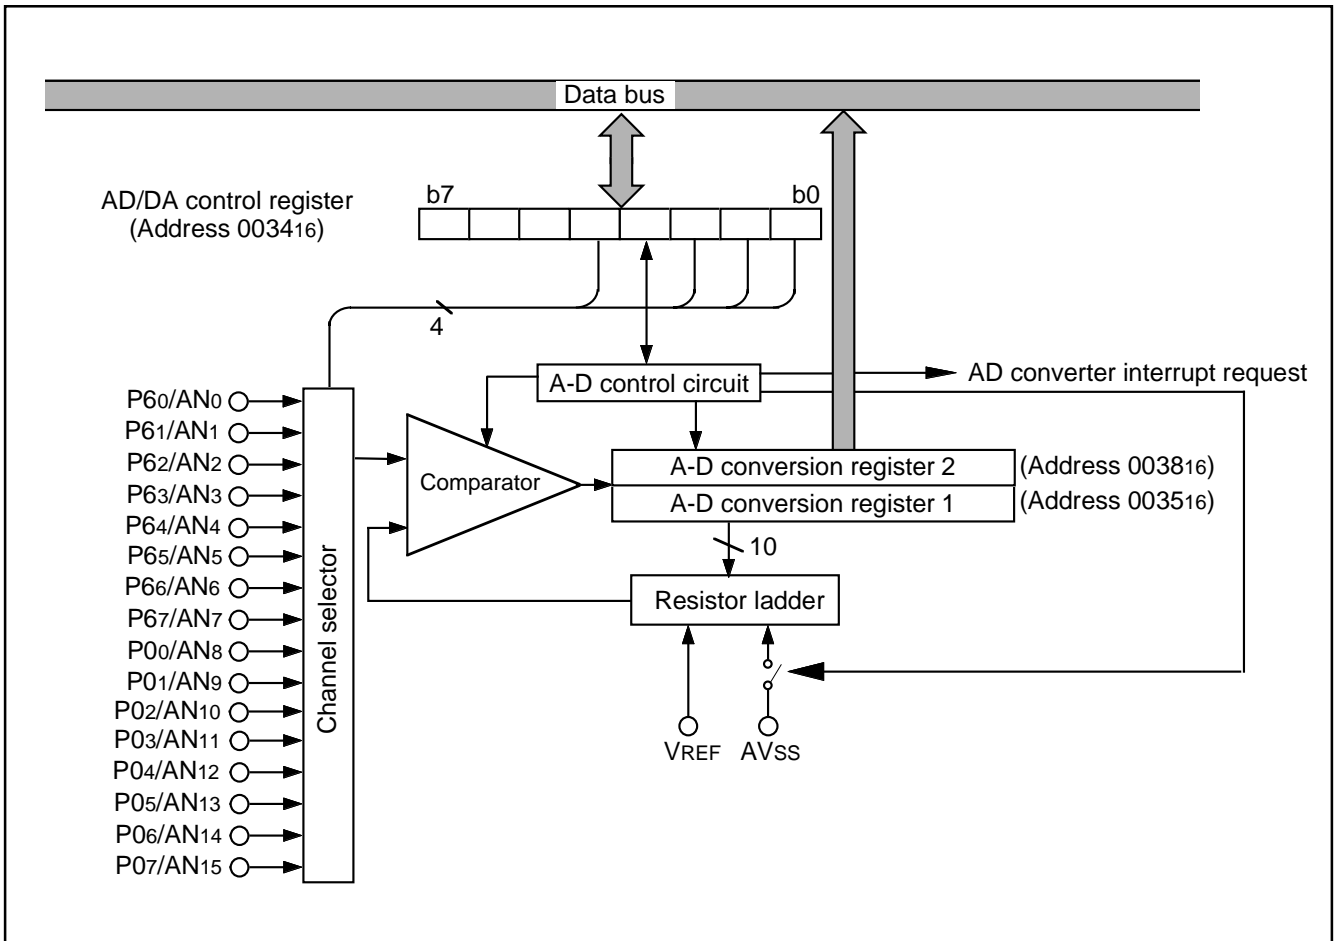 Data bus
AD/DA control register
(Address 003416)
b7
b0
4
A-D control circuit
AD converter interrupt request
P60/AN0
P61/AN1
P62/AN2
P63/AN3
P64/AN4
P65/AN5
P66/AN6
P67/AN7
P00/AN8
P01/AN9
P02/AN10
P03/AN11
P04/AN12
P05/AN13
P06/AN14
P07/AN15
Channel selector
Comparator
A-D conversion register 2
(Address 003816)
A-D conversion register 1
(Address 003516)
10
Resistor ladder
VREF
AVSS